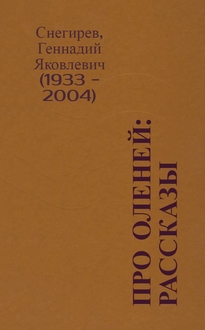 Снегирев,
Геннадий
Яковлевич
(1933 -
2004)
ПРО ОЛЕНЕЙ:
РАССКАЗЫ